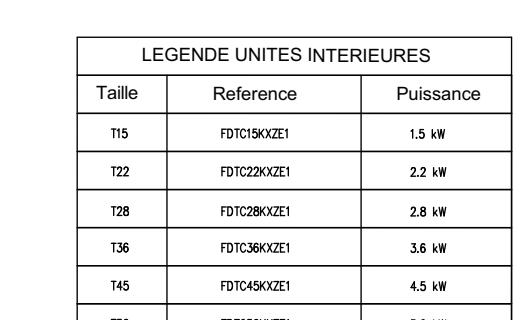 LEGENDE UNITES INTERIEURES
Taille Reference Puissance
T15 FDTC15KXZE1 1.5 kW
T22 FDTC22KXZE1 2.2 kW
T28 FDTC28KXZE1 2.8 kW
T36 FDTC36KXZE1 3.6 kW
T45 FDTC45KXZE1 4.5 kW